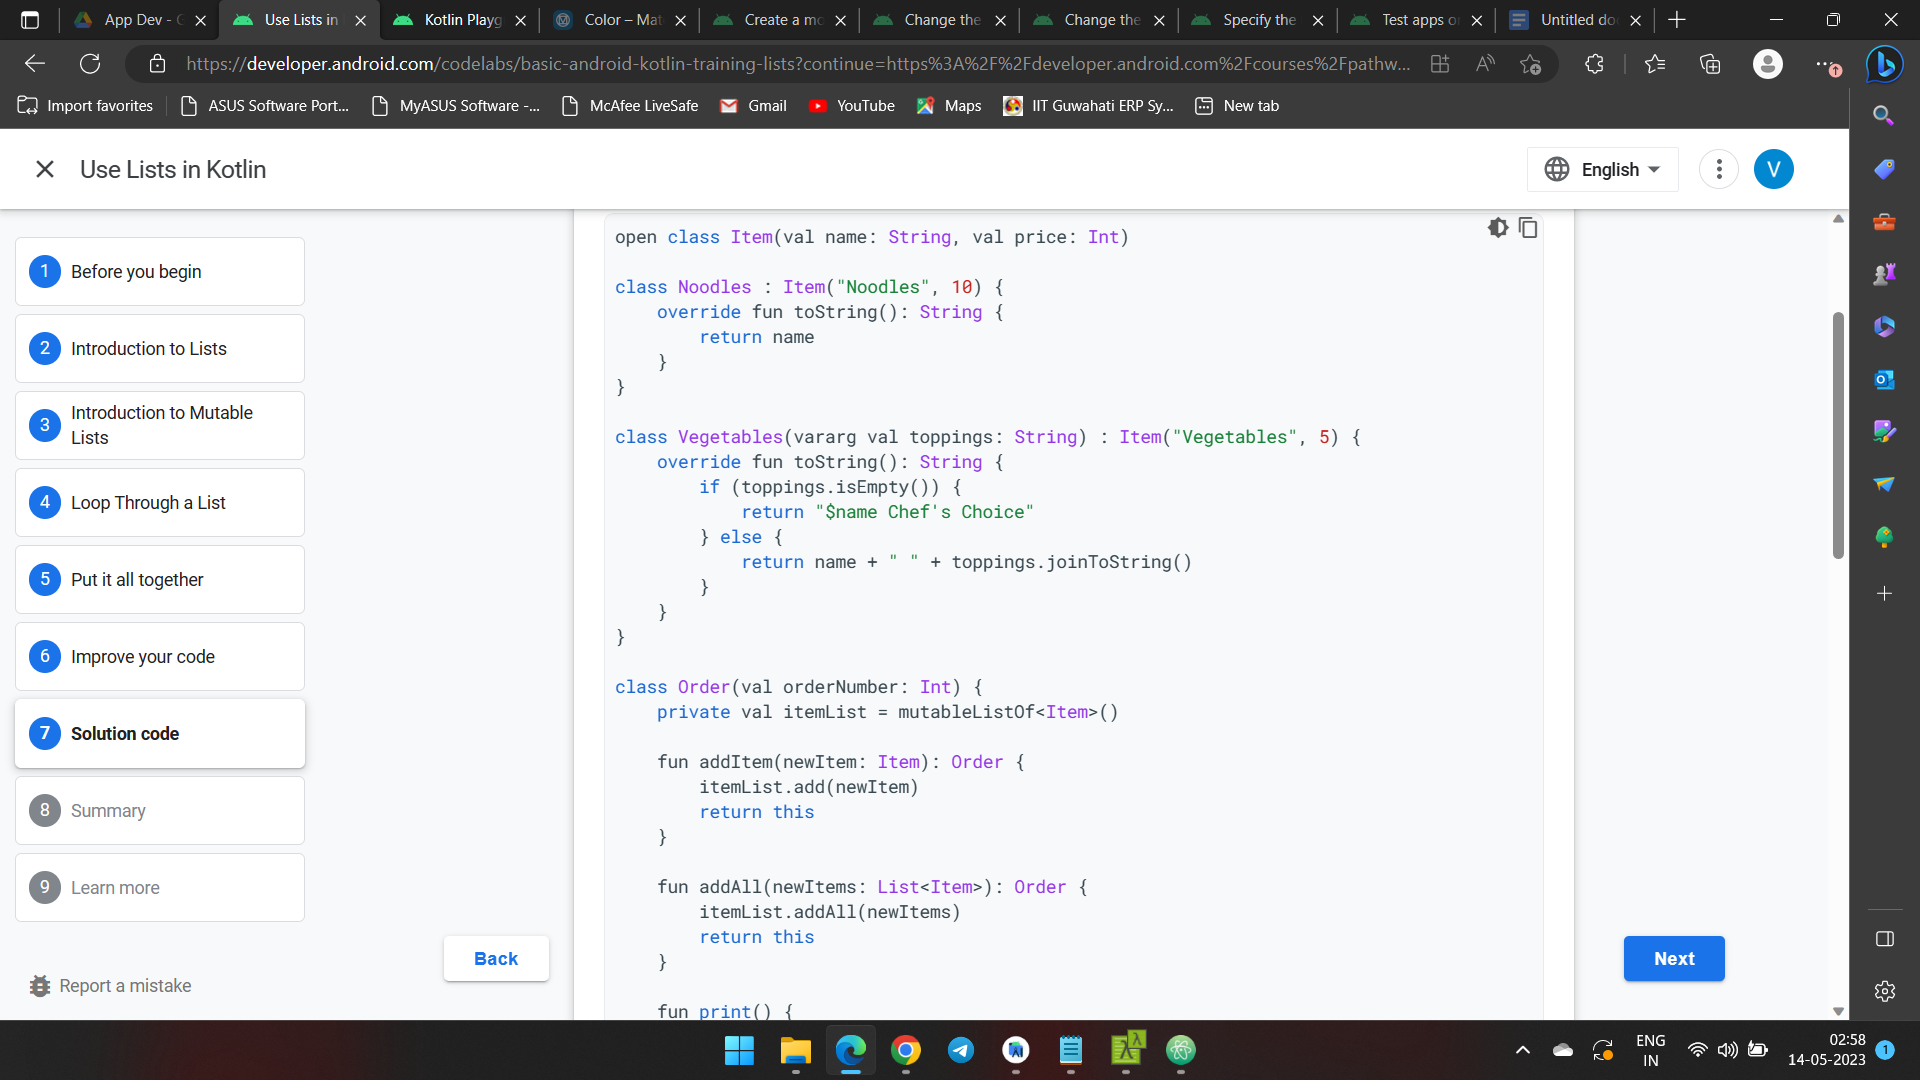 App Dev - G
Use Lists in
Kotlin Playg
Color – Mat
Create a mo
Change the
Change the
Specify the
Test apps o
Untitled do
https://developer.android.com/codelabs/basic-android-kotlin-training-lists?continue=https%3A%2F%2Fdeveloper.android.com%2Fcourses%2Fpathw...
Import favorites
ASUS Software Port...
MyASUS Software -...
McAfee LiveSafe
Gmail
YouTube
Maps
IIT Guwahati ERP Sy...
New tab
Use Lists in Kotlin
English
V
1 Before you begin
2 Introduction to Lists
3 Introduction to Mutable
Lists
4 Loop Through a List
5 Put it all together
6 Improve your code
7 Solution code
8 Summary
9 Learn more
Report a mistake
Back
open class Item(val name: String, val price: Int)
class Noodles : Item("Noodles", 10) {
override fun toString(): String {
return name
}
}
class Vegetables(vararg val toppings: String) : Item("Vegetables", 5) {
override fun toString(): String {
if (toppings.isEmpty()) {
return "$name Chef's Choice"
} else {
return name + " " + toppings.joinToString()
}
}
}
class Order(val orderNumber: Int) {
private val itemList = mutableListOf<Item>()
fun addItem(newItem: Item): Order {
itemList.add(newItem)
return this
}
fun addAll(newItems: List<Item>): Order {
itemList.addAll(newItems)
return this
}
fun print() {
Next
ENG
IN
02:58
14-05-2023
1